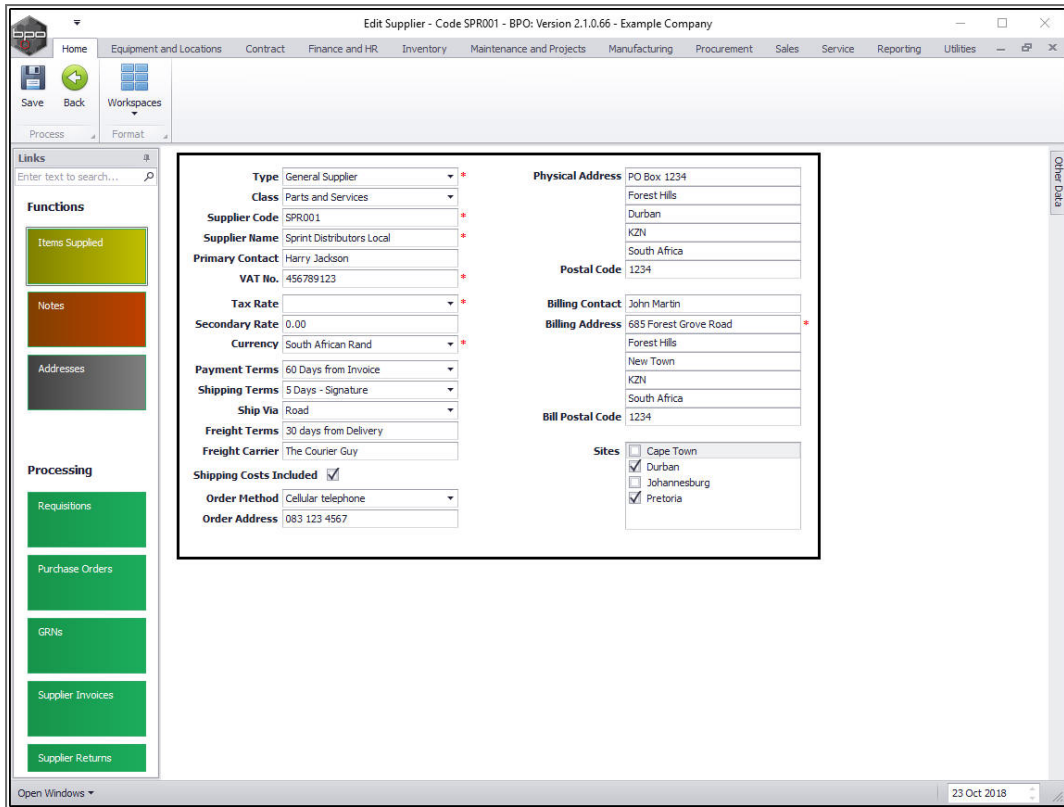 Edit Supplier - Code SPR001 - BPO: Version 2.1.0.66 - Example Company
bpo
Home Equipment and Locations Contract Finance and HR Inventory Maintenance and Projects Manufacturing Procurement Sales Service Reporting Utilities
Save Back Workspaces
Process Format
Links
Enter text to search...
Functions
Items Supplied
Notes
Addresses
Processing
Requisitions
Purchase Orders
GRNs
Supplier Invoices
Supplier Returns
Type General Supplier *
Class Parts and Services
Supplier Code SPR001 *
Supplier Name Sprint Distributors Local *
Primary Contact Harry Jackson
VAT No. 456789123 *
Tax Rate *
Secondary Rate 0.00
Currency South African Rand *
Payment Terms 60 Days from Invoice
Shipping Terms 5 Days - Signature
Ship Via Road
Freight Terms 30 days from Delivery
Freight Carrier The Courier Guy
Shipping Costs Included
Order Method Cellular telephone
Order Address 083 123 4567
Physical Address PO Box 1234
Forest Hills
Durban
KZN
South Africa
Postal Code 1234
Billing Contact John Martin
Billing Address 685 Forest Grove Road *
Forest Hills
New Town
KZN
South Africa
Bill Postal Code 1234
Sites Cape Town
Durban
Johannesburg
Pretoria
Other Data
Open Windows 23 Oct 2018